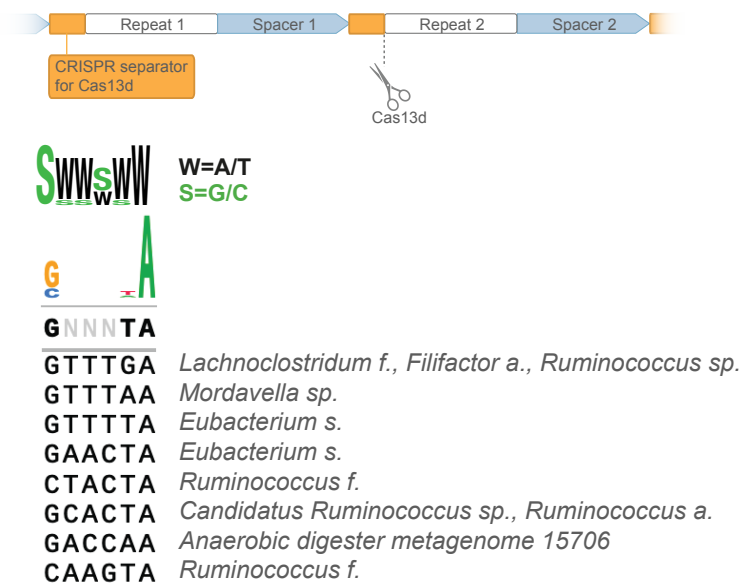 Repeat 1 Spacer 1 Repeat 2 Spacer 2
CRISPR separator
for Cas13d
Cas13d
SWWSWW W=A/T
SSWS S=G/C
G A
C T A
GNNNTA
GTTTGA Lachnoclostridum f., Filifactor a., Ruminococcus sp.
GTTTAA Mordavella sp.
GTTTTA Eubacterium s.
GAACTA Eubacterium s.
CTACTA Ruminococcus f.
GCACTA Candidatus Ruminococcus sp., Ruminococcus a.
GACCAA Anaerobic digester metagenome 15706
CAAGTA Ruminococcus f.